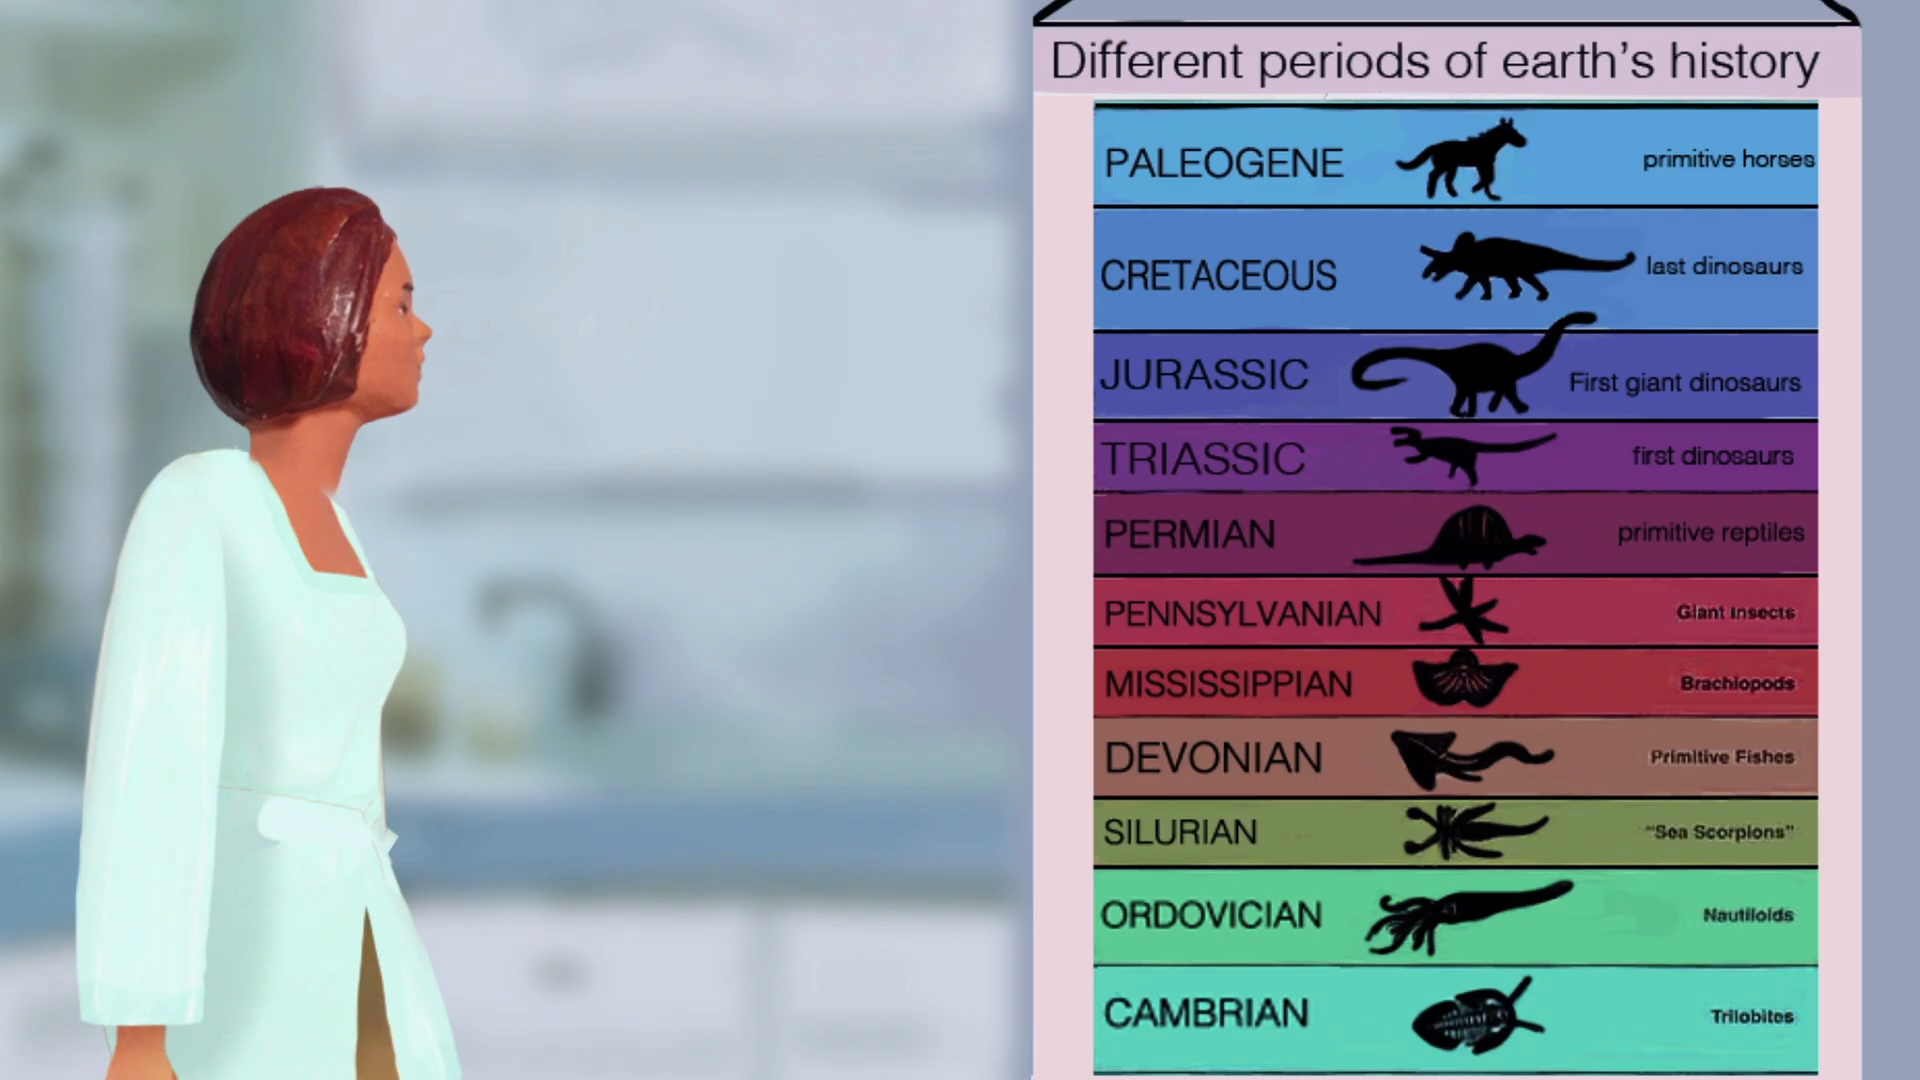 Different periods of earth's history
PALEOGENE primitive horses
CRETACEOUS last dinosaurs
JURASSIC First giant dinosaurs
TRIASSIC first dinosaurs
PERMIAN primitive reptiles
PENNSYLVANIAN Giant Insects
MISSISSIPPIAN Brachiopods
DEVONIAN Primitive Fishes
SILURIAN "Sea Scorpions"
ORDOVICIAN Nautiloids
CAMBRIAN Trilobites